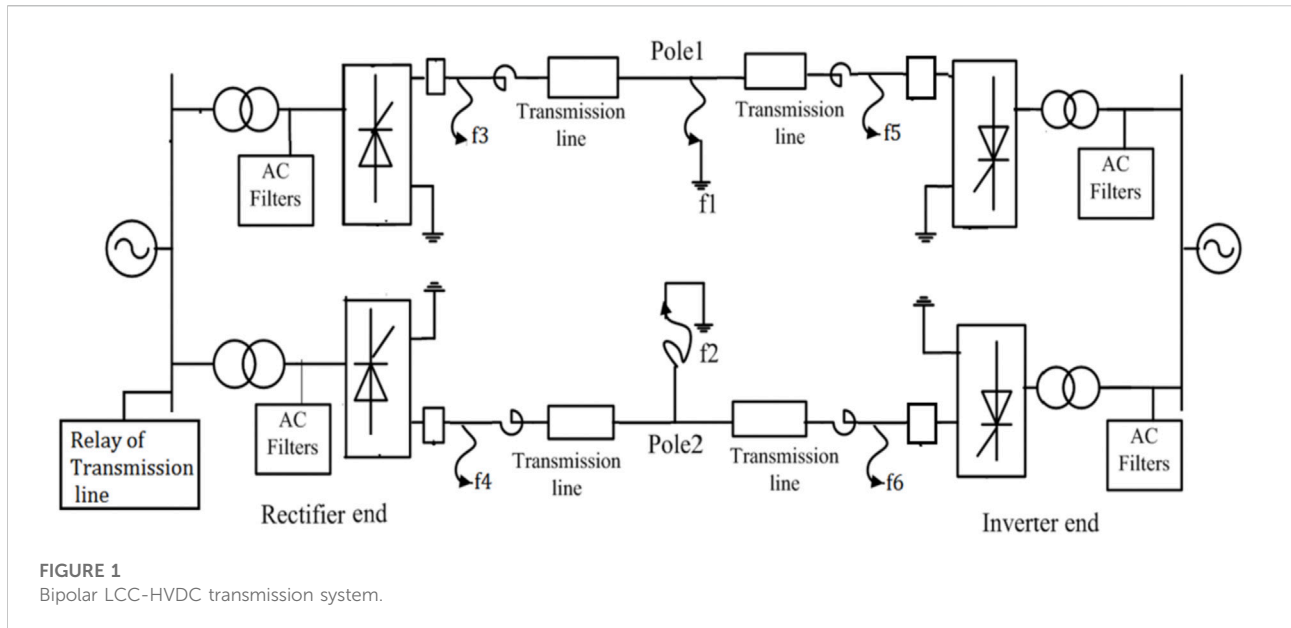 Pole1
Transmission
line
Transmission
line
f3
f5
f1
AC
Filters
AC
Filters
f2
Relay of
Transmission
line
AC
Filters
Transmission
line
Pole2
Transmission
line
f4
f6
AC
Filters
Rectifier end
Inverter end
FIGURE 1
Bipolar LCC-HVDC transmission system.